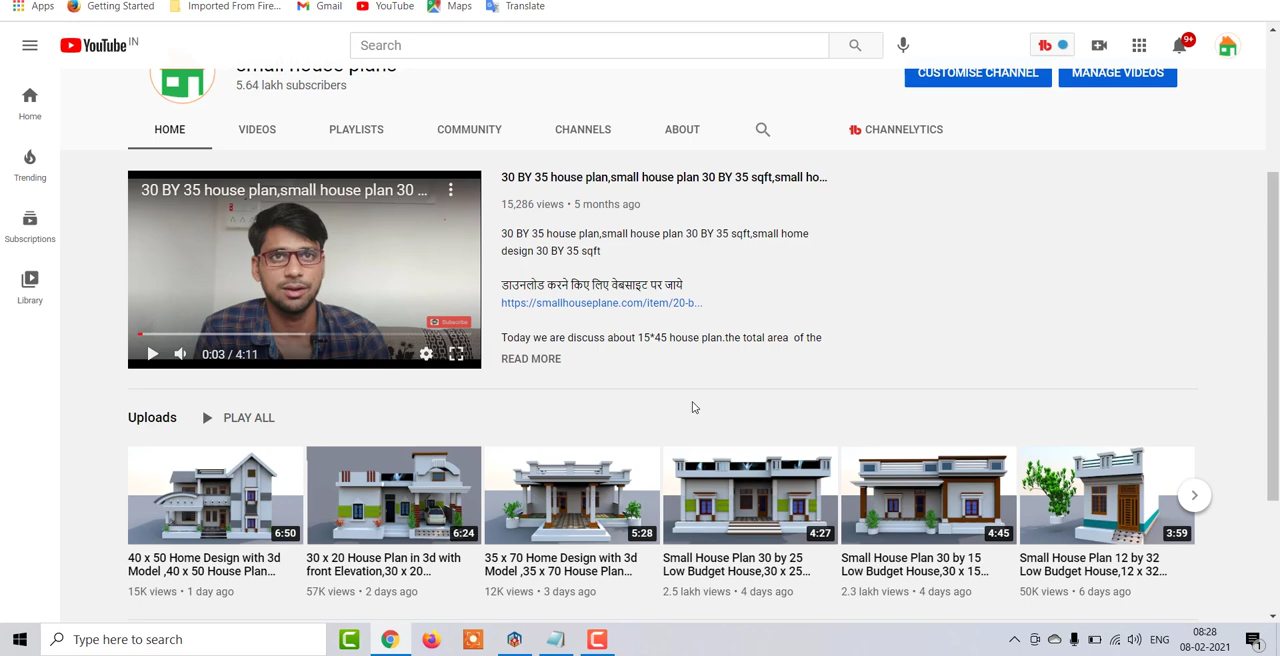 Apps Getting Started Imported From Fire... Gmail YouTube Maps Translate
YouTube IN Search 9+
small house plans
5.64 lakh subscribers
CUSTOMISE CHANNEL MANAGE VIDEOS
Home
HOME VIDEOS PLAYLISTS COMMUNITY CHANNELS ABOUT CHANNELYTICS
Trending
Subscriptions
Library
30 BY 35 house plan,small house plan 30 ...
Subscribe
0:03 / 4:11
30 BY 35 house plan,small house plan 30 BY 35 sqft,small ho...
15,286 views • 5 months ago
30 BY 35 house plan,small house plan 30 BY 35 sqft,small home
design 30 BY 35 sqft
डाउनलोड करने किए लिए वेबसाइट पर जाये
https://smallhouseplane.com/item/20-b...
Today we are discuss about 15*45 house plan.the total area of the
READ MORE
Uploads PLAY ALL
6:50 6:24 5:28 4:27 4:45 3:59
40 x 50 Home Design with 3d
Model ,40 x 50 House Plan...
15K views • 1 day ago
30 x 20 House Plan in 3d with
front Elevation,30 x 20...
57K views • 2 days ago
35 x 70 Home Design with 3d
Model ,35 x 70 House Plan...
12K views • 3 days ago
Small House Plan 30 by 25
Low Budget House,30 x 25...
2.5 lakh views • 4 days ago
Small House Plan 30 by 15
Low Budget House,30 x 15...
2.3 lakh views • 4 days ago
Small House Plan 12 by 32
Low Budget House,12 x 32...
50K views • 6 days ago
Type here to search
ENG
08:28
08-02-2021
1